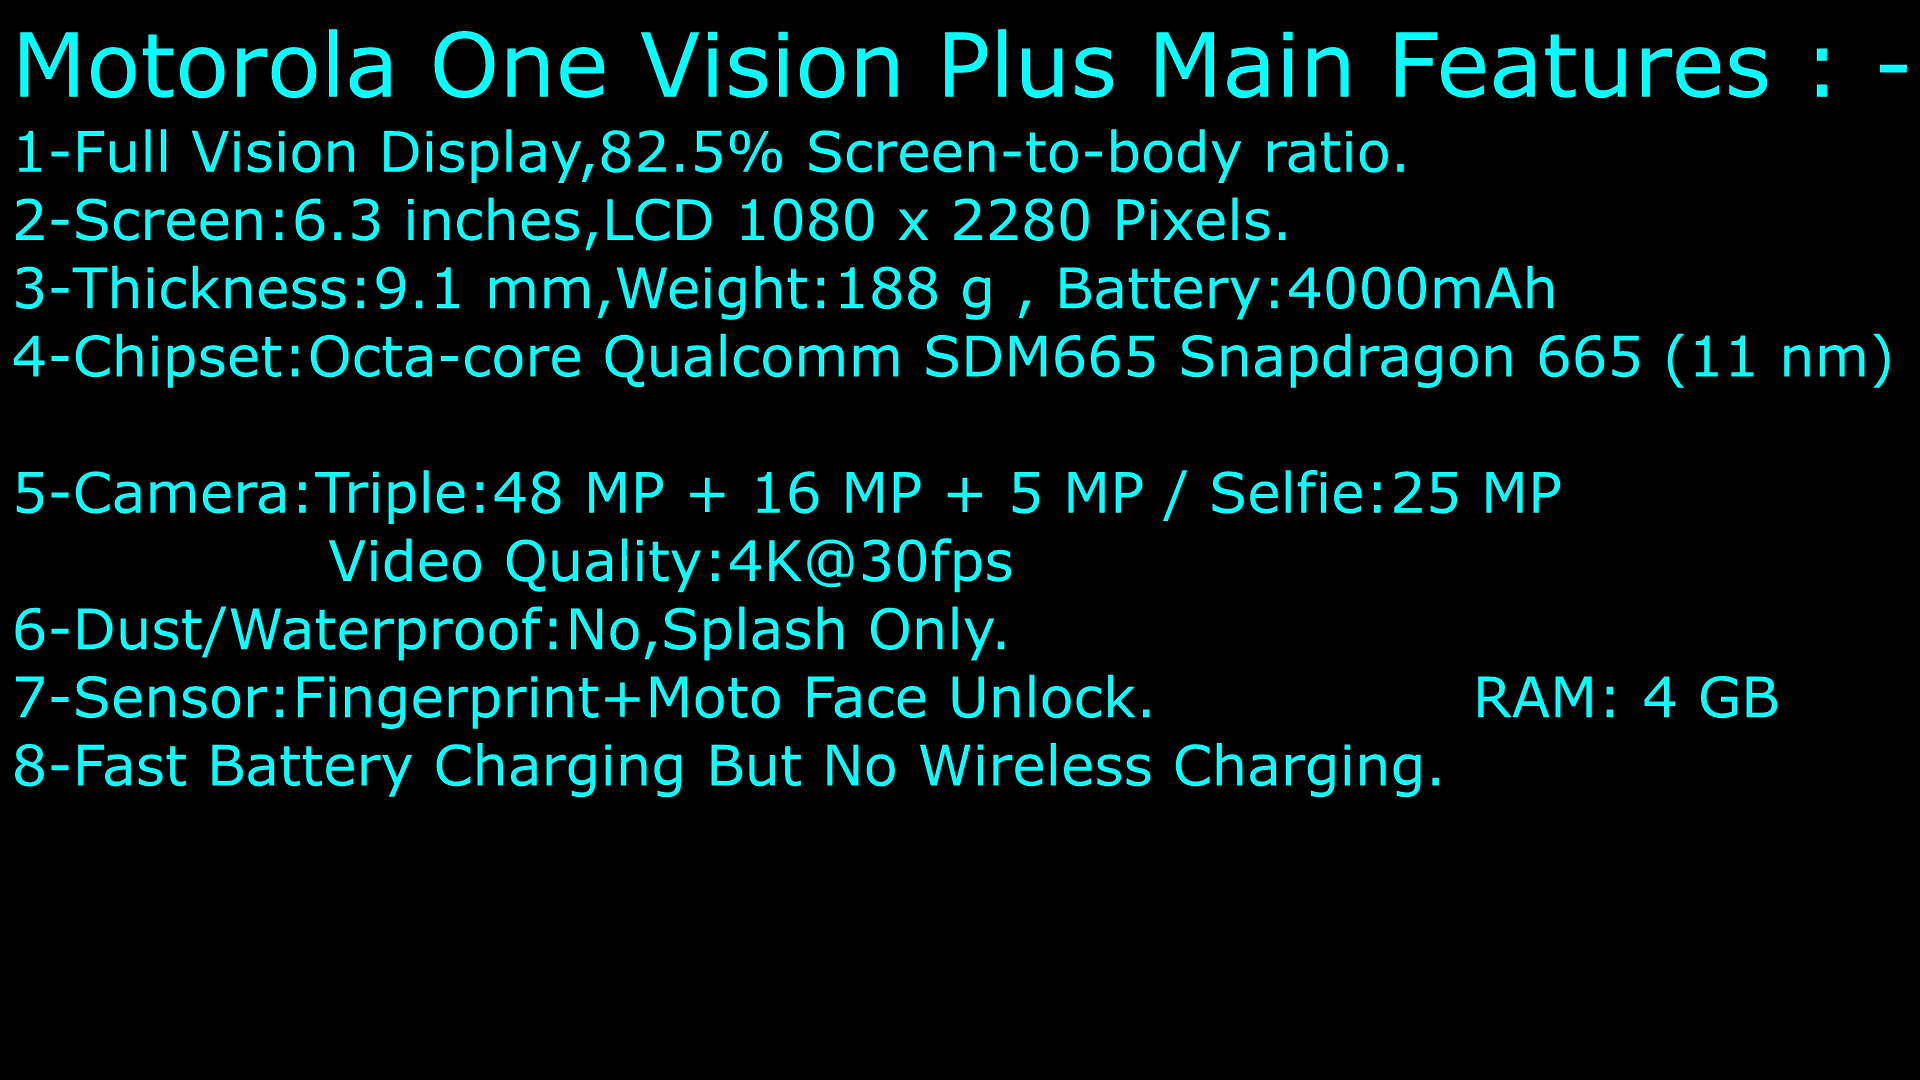 Motorola One Vision Plus Main Features : -
1-Full Vision Display,82.5% Screen-to-body ratio.
2-Screen:6.3 inches,LCD 1080 x 2280 Pixels.
3-Thickness:9.1 mm,Weight:188 g , Battery:4000mAh
4-Chipset:Octa-core Qualcomm SDM665 Snapdragon 665 (11 nm)
5-Camera:Triple:48 MP + 16 MP + 5 MP / Selfie:25 MP
Video Quality:4K@30fps
6-Dust/Waterproof:No,Splash Only.
7-Sensor:Fingerprint+Moto Face Unlock. RAM: 4 GB
8-Fast Battery Charging But No Wireless Charging.